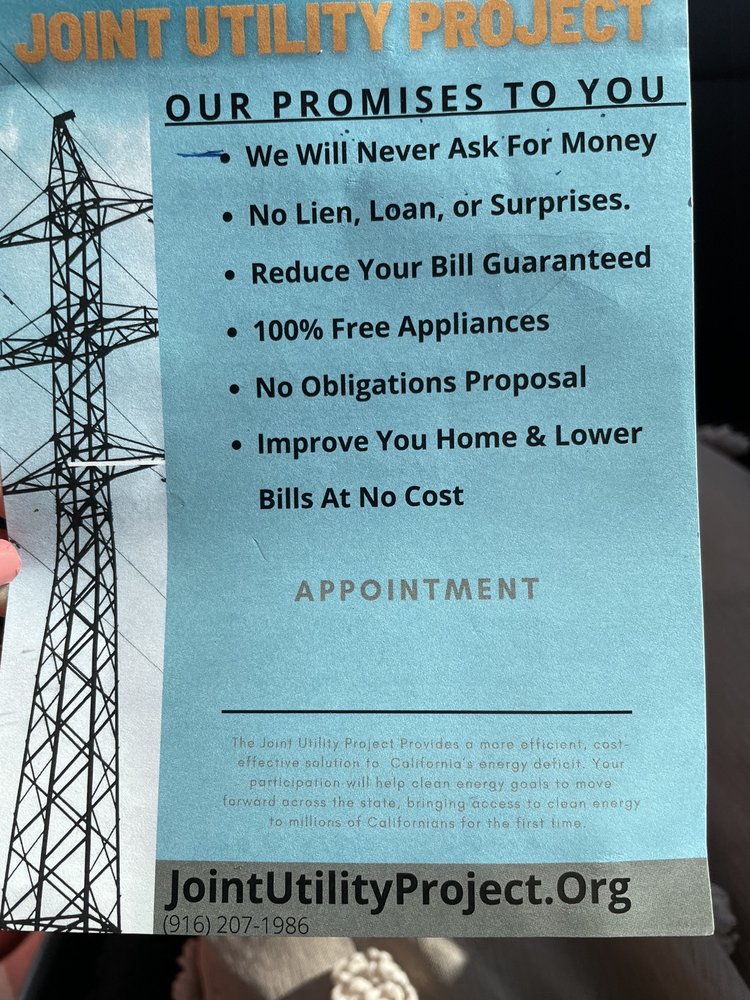 JOINT UTILITY PROJECT
OUR PROMISES TO YOU
• We Will Never Ask For Money
• No Lien, Loan, or Surprises.
• Reduce Your Bill Guaranteed
• 100% Free Appliances
• No Obligations Proposal
• Improve You Home & Lower
Bills At No Cost
APPOINTMENT
The Joint Utility Project Provides a more efficient, cost-
effective solution to California's energy deficit. Your
participation will help clean energy goals to move
forward across the state, bringing access to clean energy
to millions of Californians for the first time.
JointUtilityProject.Org
(916) 207-1986